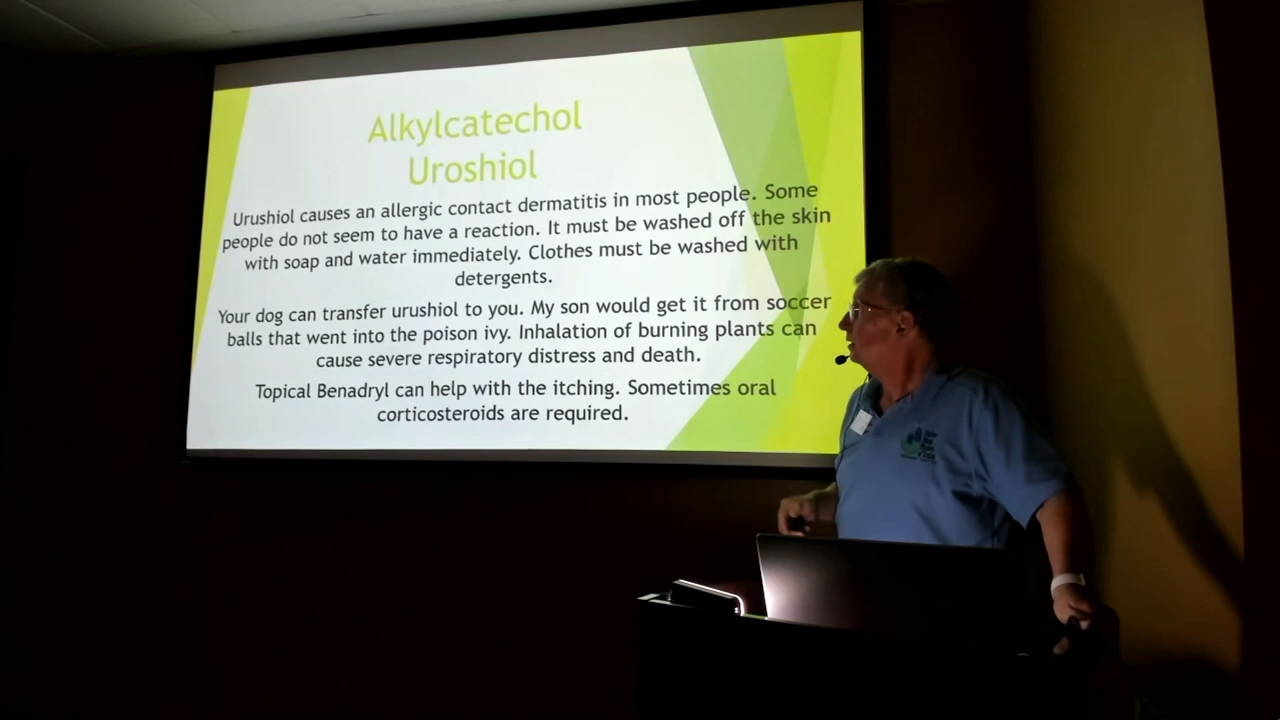 Alkylcatechol
Uroshiol
Urushiol causes an allergic contact dermatitis in most people. Some
people do not seem to have a reaction. It must be washed off the skin
with soap and water immediately. Clothes must be washed with
detergents.
Your dog can transfer urushiol to you. My son would get it from soccer
balls that went into the poison ivy. Inhalation of burning plants can
cause severe respiratory distress and death.
Topical Benadryl can help with the itching. Sometimes oral
corticosteroids are required.